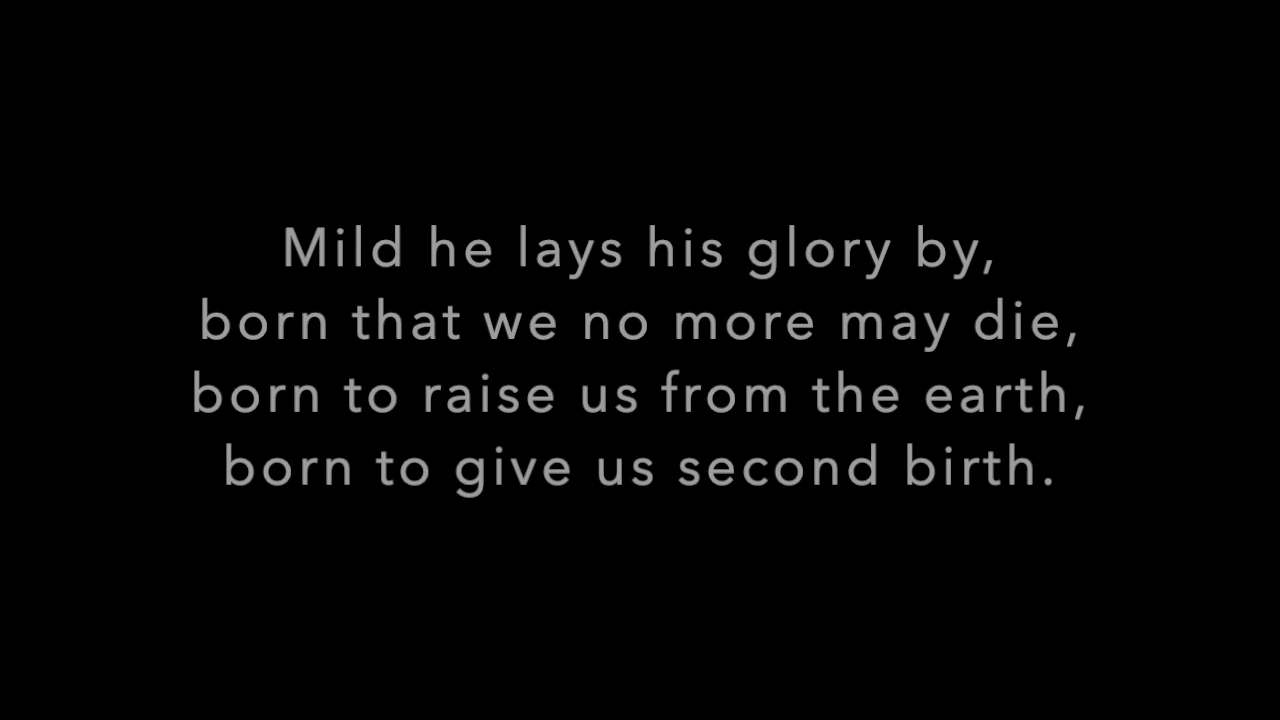 Mild he lays his glory by,
born that we no more may die,
born to raise us from the earth,
born to give us second birth.